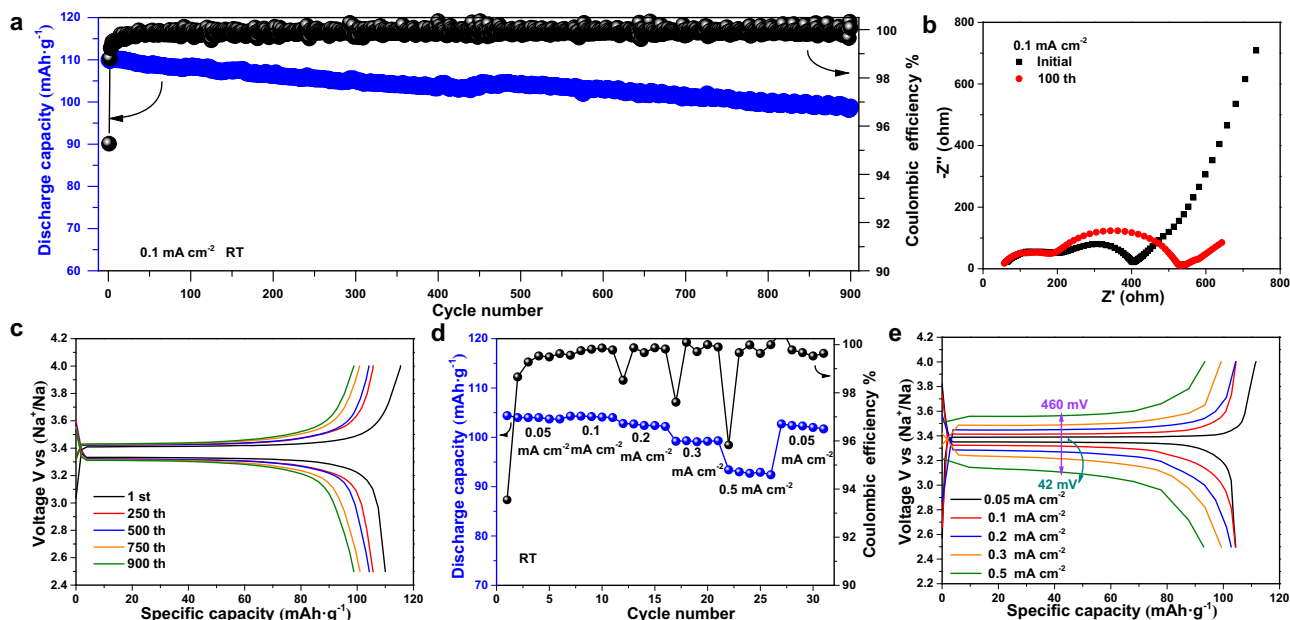 a
120
110
100
90
80
70
60
Discharge capacity (mAh·g⁻¹)
0.1 mA cm⁻² RT
0 100 200 300 400 500 600 700 800 900
Cycle number
100
98
96
94
92
90
Coulombic efficiency %
b
800
600
400
200
0
-Z'' (ohm)
0.1 mA cm⁻²
Initial
100 th
0 200 400 600 800
Z' (ohm)
c
4.2
4.0
3.8
3.6
3.4
3.2
3.0
2.8
2.6
2.4
Voltage V vs (Na⁺/Na)
1 st
250 th
500 th
750 th
900 th
0 20 40 60 80 100 120
Specific capacity (mAh·g⁻¹)
d
120
115
110
105
100
95
90
85
80
75
70
Discharge capacity (mAh·g⁻¹)
0.05 0.1 0.2 0.3 0.05
mA cm⁻² mA cm⁻² mA cm⁻² mA cm⁻² mA cm⁻²
0.5 mA cm⁻²
RT
0 5 10 15 20 25 30
Cycle number
100
98
96
94
92
90
Coulombic efficiency %
e
4.2
4.0
3.8
3.6
3.4
3.2
3.0
2.8
2.6
2.4
2.2
Voltage V vs (Na⁺/Na)
460 mV
42 mV
0.05 mA cm⁻²
0.1 mA cm⁻²
0.2 mA cm⁻²
0.3 mA cm⁻²
0.5 mA cm⁻²
0 20 40 60 80 100 120
Specific capacity (mAh·g⁻¹)